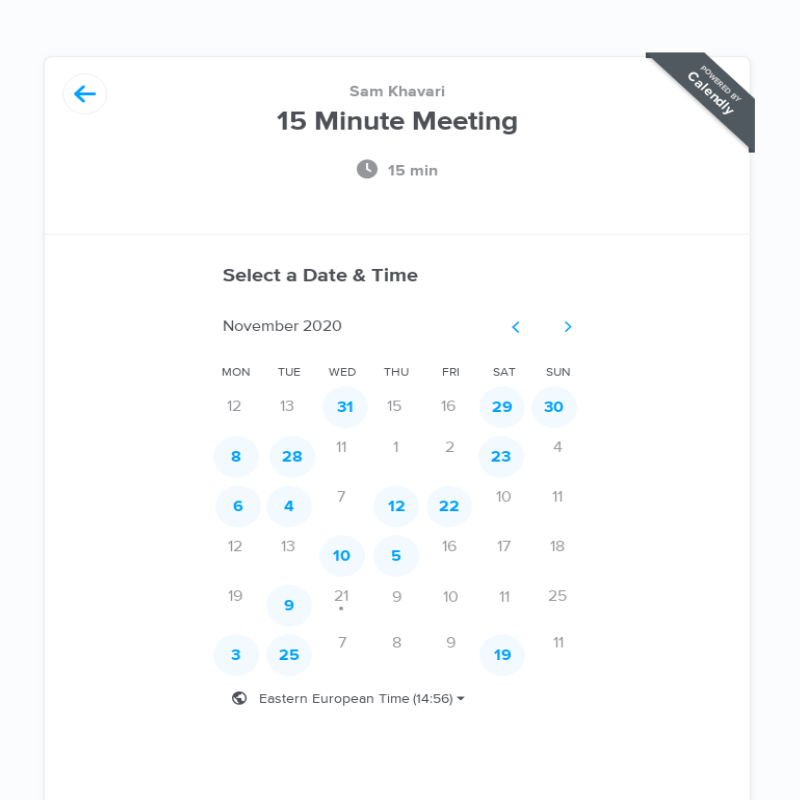 POWERED BY
Calendly
Sam Khavari
15 Minute Meeting
15 min
Select a Date & Time
November 2020
MON TUE WED THU FRI SAT SUN
12 13 31 15 16 29 30
8 28 11 1 2 23 4
6 4 7 12 22 10 11
12 13 10 5 16 17 18
19 9 21 9 10 11 25
3 25 7 8 9 19 11
Eastern European Time (14:56)